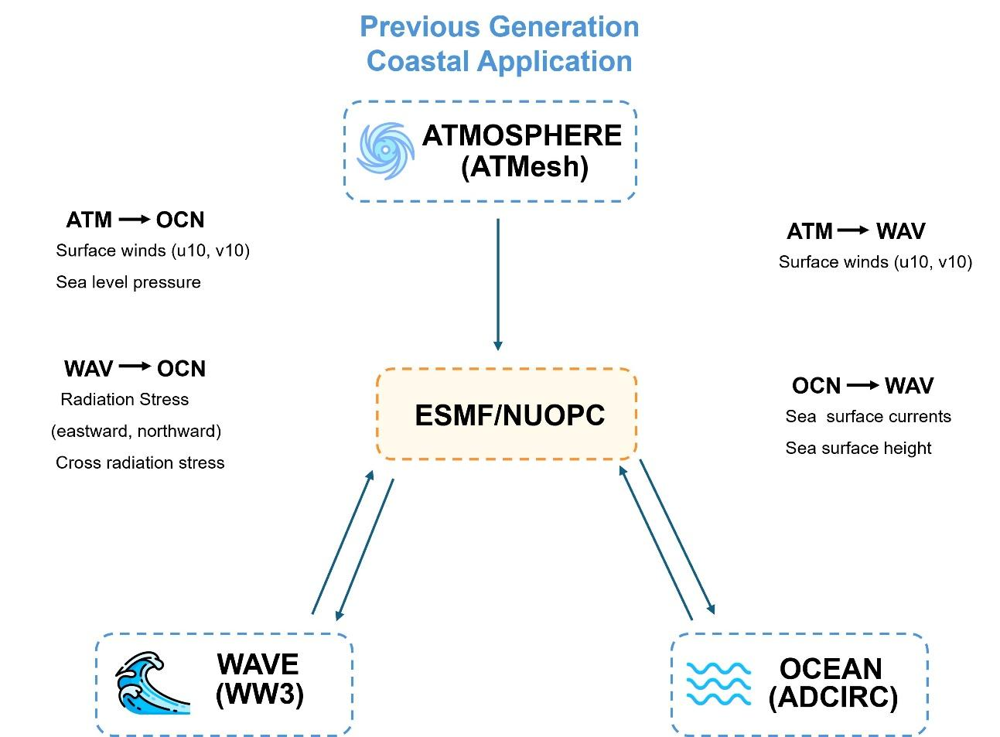 Previous Generation
Coastal Application
ATMOSPHERE
(ATMesh)
ATM → OCN
Surface winds (u10, v10)
Sea level pressure
ATM → WAV
Surface winds (u10, v10)
WAV → OCN
Radiation Stress
(eastward, northward)
Cross radiation stress
ESMF/NUOPC
OCN → WAV
Sea  surface currents
Sea surface height
WAVE
(WW3)
OCEAN
(ADCIRC)